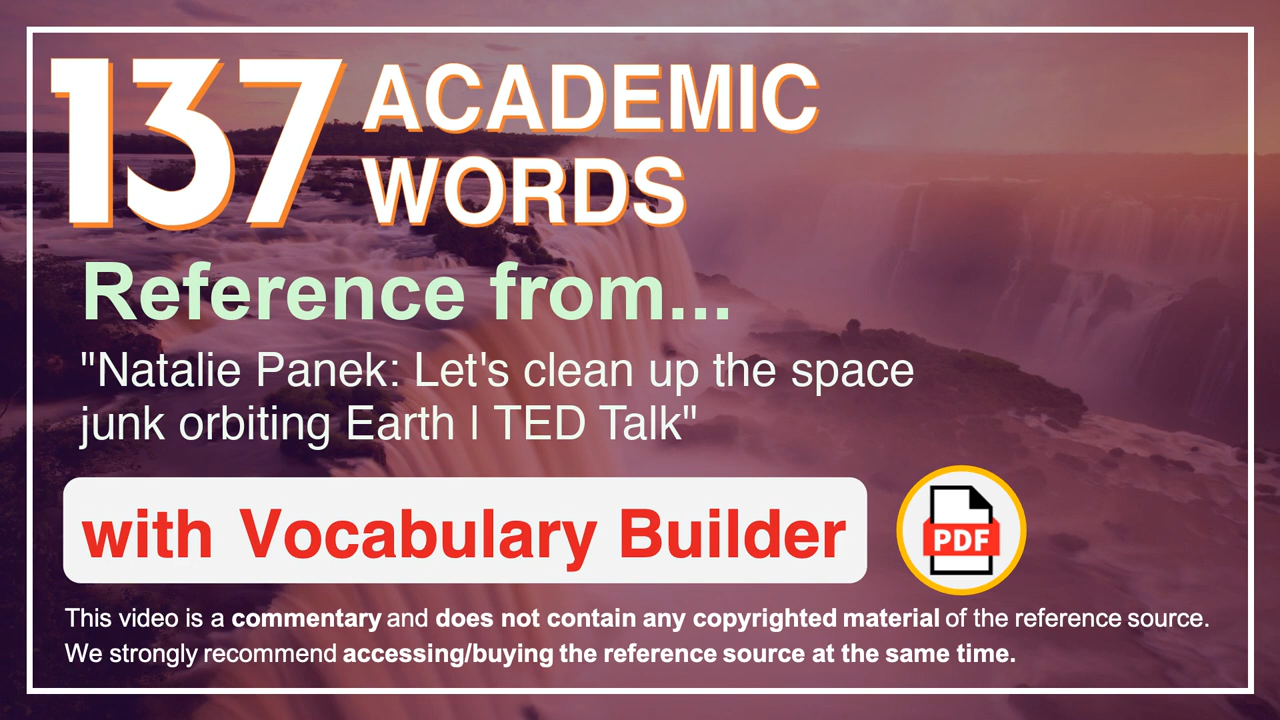 137 ACADEMIC
WORDS
Reference from...
"Natalie Panek: Let's clean up the space
junk orbiting Earth | TED Talk"
with Vocabulary Builder
PDF
This video is a commentary and does not contain any copyrighted material of the reference source.
We strongly recommend accessing/buying the reference source at the same time.